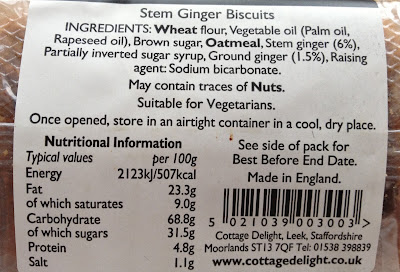 Stem Ginger Biscuits
INGREDIENTS: Wheat flour, Vegetable oil (Palm oil,
Rapeseed oil), Brown sugar, Oatmeal, Stem ginger (6%),
Partially inverted sugar syrup, Ground ginger (1.5%), Raising
agent: Sodium bicarbonate.
May contain traces of Nuts.
Suitable for Vegetarians.
Once opened, store in an airtight container in a cool, dry place.
Nutritional Information
Typical values per 100g
Energy 2123kJ/507kcal
Fat 23.3g
of which saturates 9.0g
Carbohydrate 68.8g
of which sugars 31.5g
Protein 4.8g
Salt 1.1g
See side of pack for
Best Before End Date.
Made in England.
5 021039 003003 >
Cottage Delight, Leek, Staffordshire
Moorlands ST13 7QF Tel: 01538 398839
www.cottagedelight.co.uk